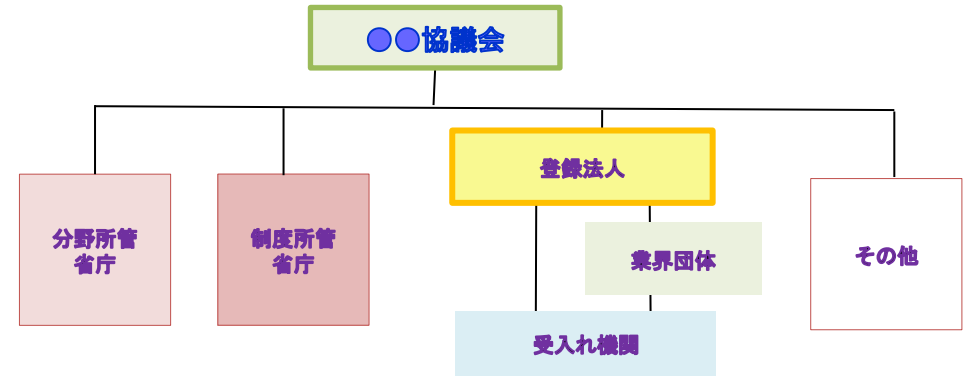 ●●協議会
登録法人
分野所管
省庁
制度所管
省庁
業界団体
その他
受入れ機関